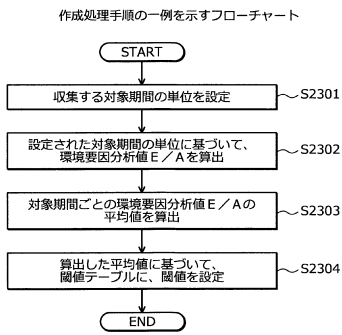 作成処理手順の一例を示すフローチャート
START
収集する対象期間の単位を設定
S2301
設定された対象期間の単位に基づいて、
環境要因分析値Ｅ／Ａを算出
S2302
対象期間ごとの環境要因分析値Ｅ／Ａの
平均値を算出
S2303
算出した平均値に基づいて、
閾値テーブルに、閾値を設定
S2304
END